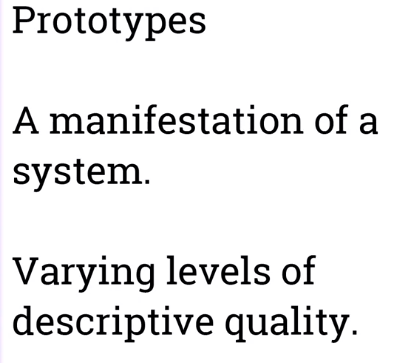 Prototypes
A manifestation of a
system.
Varying levels of
descriptive quality.